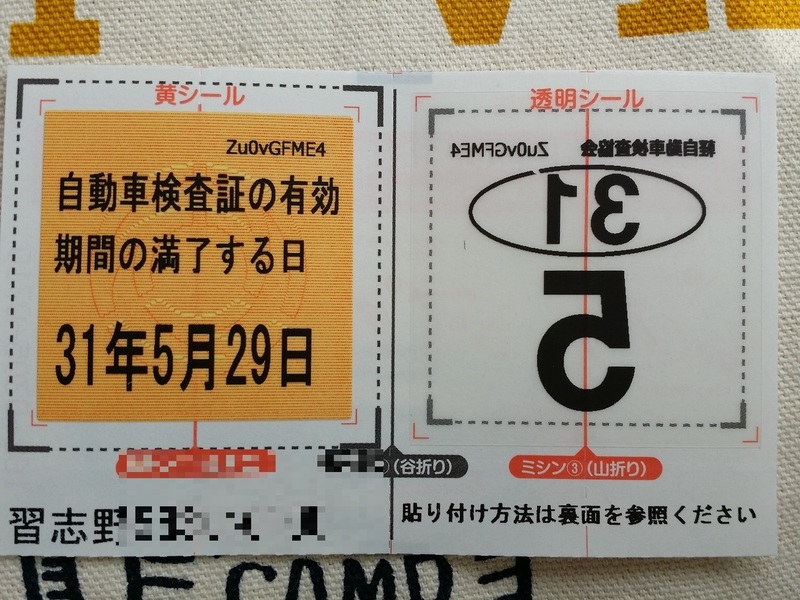 黄シール
Zu0vGFME4
自動車検査証の有効
期間の満了する日
31年5月29日
習志野
透明シール
軽自動車検査協会 Zu0vGFME4
31
5
(谷折り)
ミシン③(山折り)
貼り付け方法は裏面を参照ください
CAMP